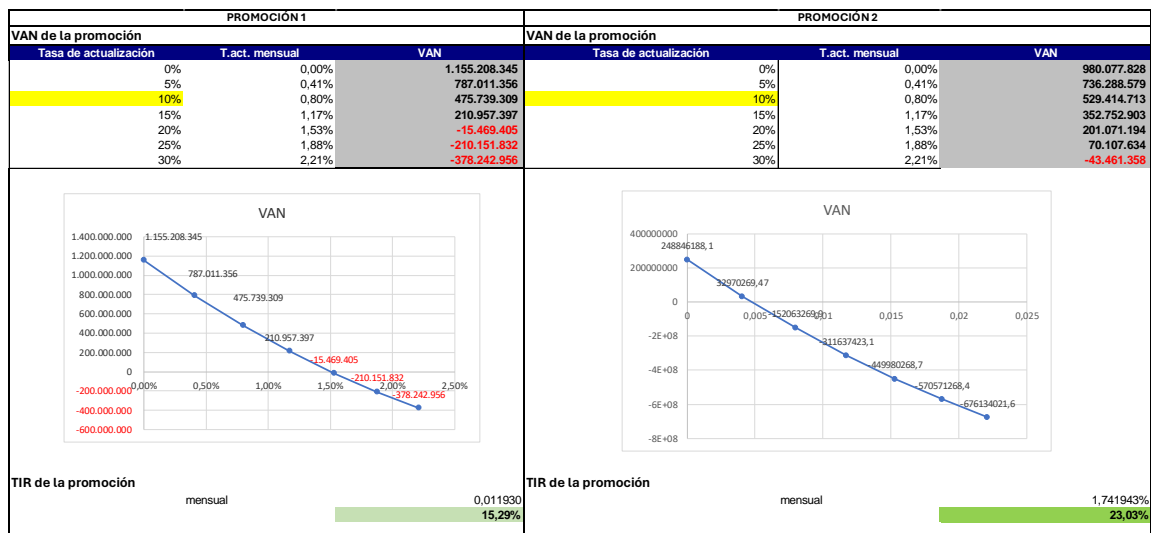 PROMOCIÓN 1
VAN de la promoción
Tasa de actualización T.act. mensual VAN
0% 0,00% 1.155.208.345
5% 0,41% 787.011.356
10% 0,80% 475.739.309
15% 1,17% 210.957.397
20% 1,53% -15.469.405
25% 1,88% -210.151.832
30% 2,21% -378.242.956
VAN
1.400.000.000
1.200.000.000
1.000.000.000
800.000.000
600.000.000
400.000.000
200.000.000
0
-200.000.000
-400.000.000
-600.000.000
1.155.208.345
787.011.356
475.739.309
210.957.397
-15.469.405
-210.151.832
-378.242.956
0,00% 0,50% 1,00% 1,50% 2,00% 2,50%
TIR de la promoción
mensual 0,011930
15,29%
PROMOCIÓN 2
VAN de la promoción
Tasa de actualización T.act. mensual VAN
0% 0,00% 980.077.828
5% 0,41% 736.288.579
10% 0,80% 529.414.713
15% 1,17% 352.752.903
20% 1,53% 201.071.194
25% 1,88% 70.107.634
30% 2,21% -43.461.358
VAN
400000000
200000000
0
-2E+08
-4E+08
-6E+08
-8E+08
248846188,1
32970269,47
-311637423,1
-449980268,7
-570571268,4
-676134021,6
0 0,005 0,01 0,015 0,02 0,025
TIR de la promoción
mensual 1,741943%
23,03%